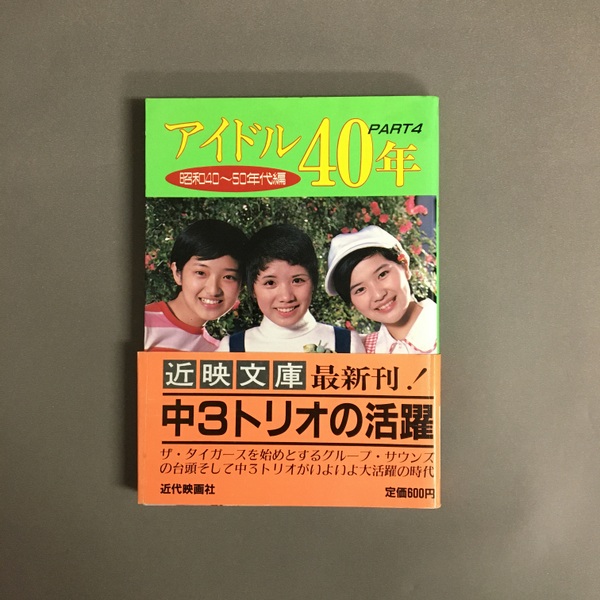 アイドル40年
PART4
昭和40〜50年代編
近映文庫 最新刊!
中3トリオの活躍
ザ・タイガースを始めとするグループ・サウンズ
の台頭そして中3トリオがいよいよ大活躍の時代
近代映画社
定価600円